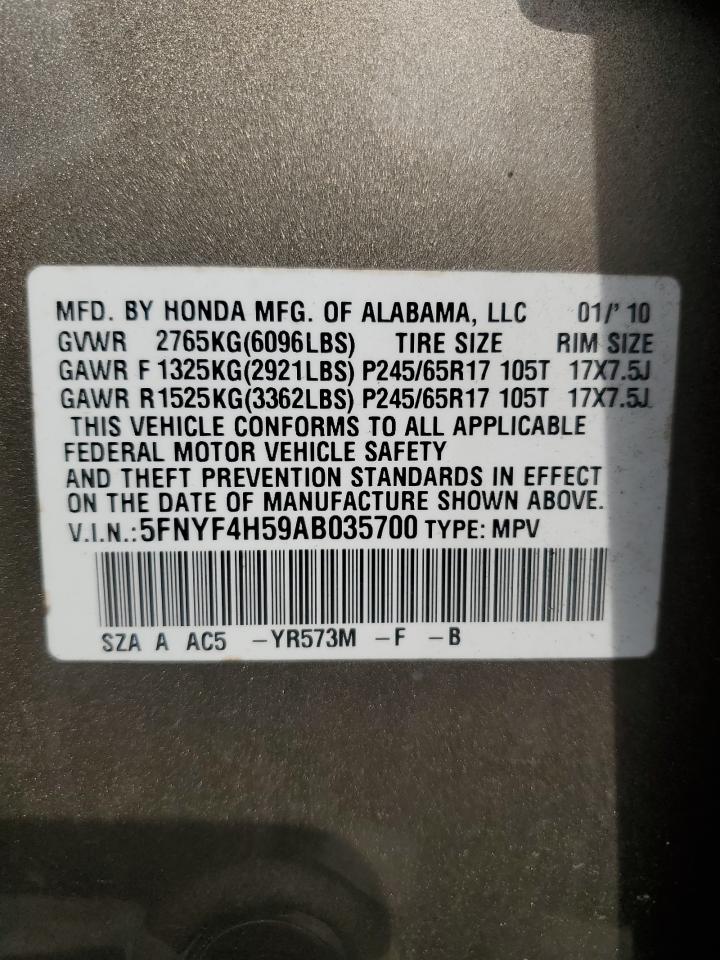 MFD. BY HONDA MFG. OF ALABAMA, LLC 01/'10
GVWR 2765KG(6096LBS) TIRE SIZE RIM SIZE
GAWR F 1325KG(2921LBS) P245/65R17 105T 17X7.5J
GAWR R 1525KG(3362LBS) P245/65R17 105T 17X7.5J
THIS VEHICLE CONFORMS TO ALL APPLICABLE
FEDERAL MOTOR VEHICLE SAFETY
AND THEFT PREVENTION STANDARDS IN EFFECT
ON THE DATE OF MANUFACTURE SHOWN ABOVE.
V.I.N.: 5FNYF4H59AB035700 TYPE: MPV
SZA A AC5 -YR573M -F -B